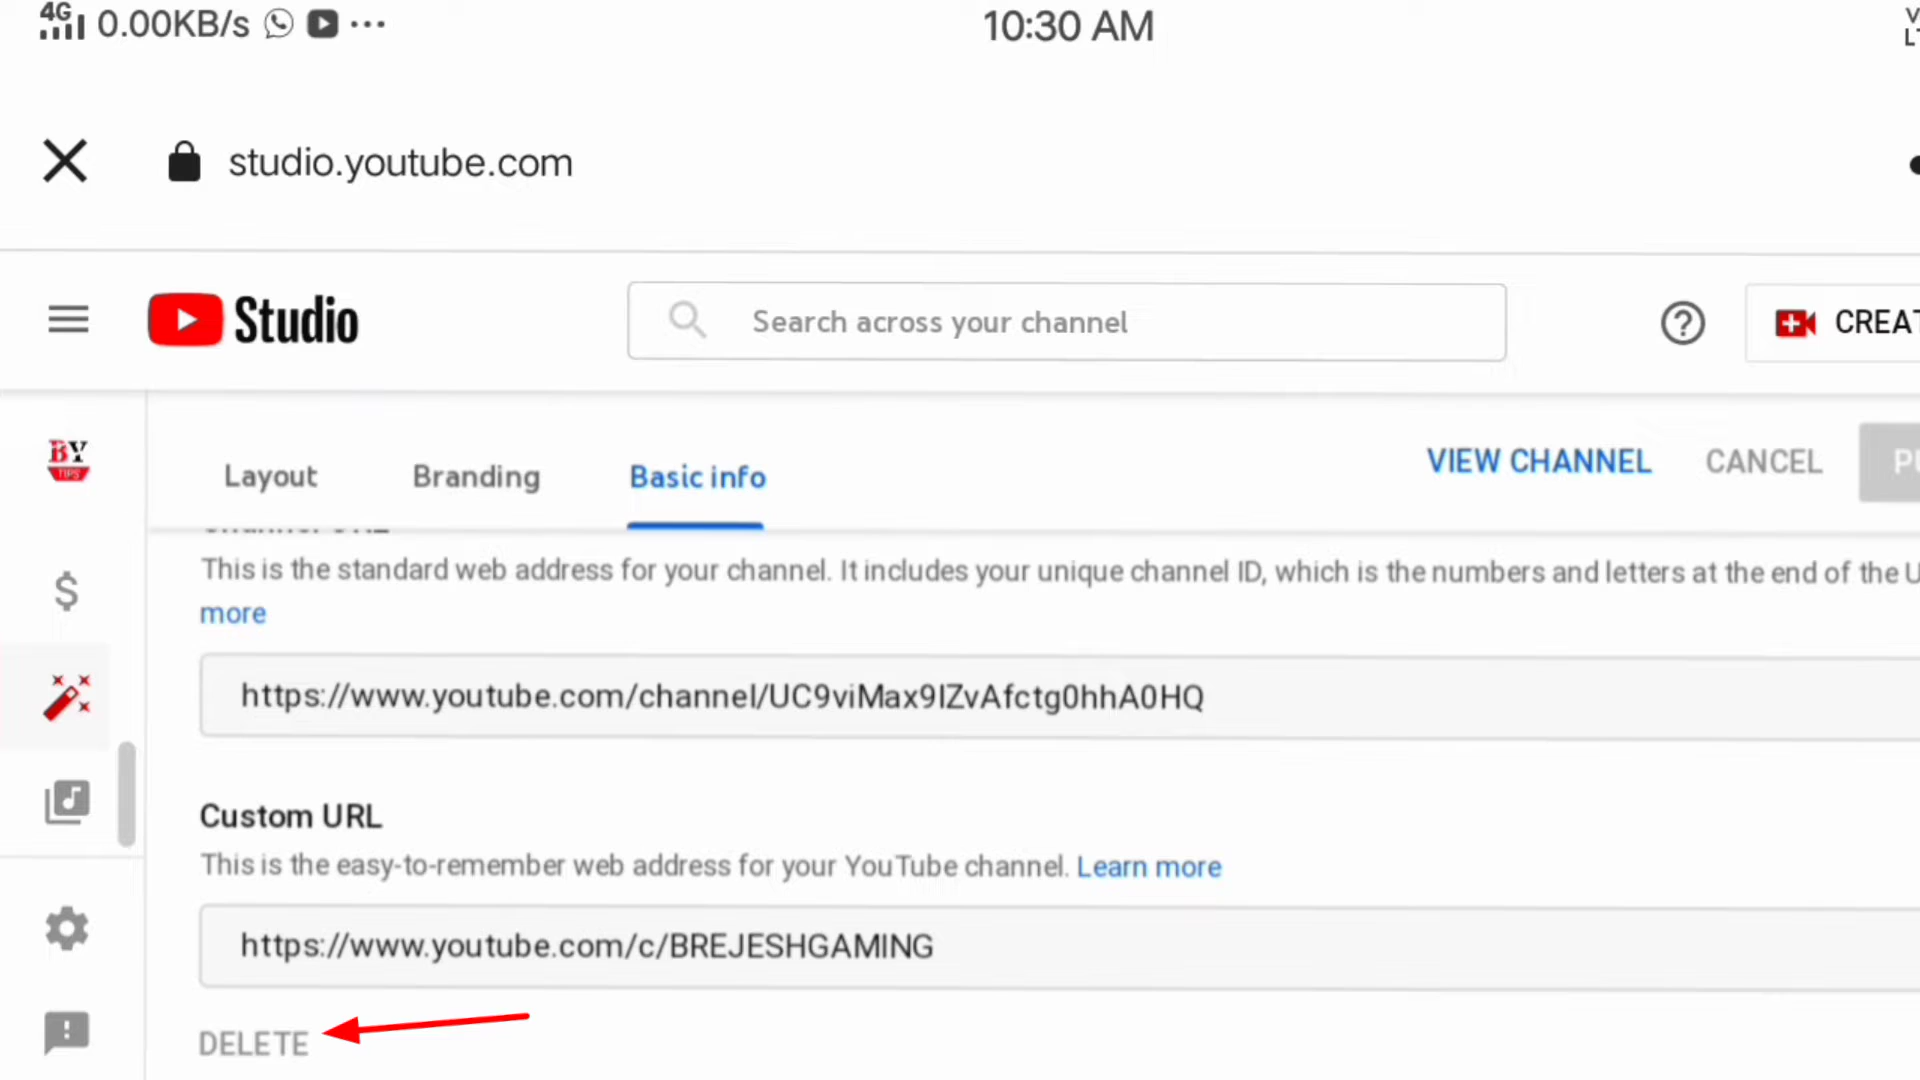 4G 0.00KB/s 10:30 AM
studio.youtube.com
Studio
Search across your channel
BY
TIPS
Layout
Branding
Basic info
VIEW CHANNEL
CANCEL
This is the standard web address for your channel. It includes your unique channel ID, which is the numbers and letters at the end of the
more
https://www.youtube.com/channel/UC9viMax9IZvAfctg0hhA0HQ
Custom URL
This is the easy-to-remember web address for your YouTube channel. Learn more
https://www.youtube.com/c/BREJESHGAMING
DELETE